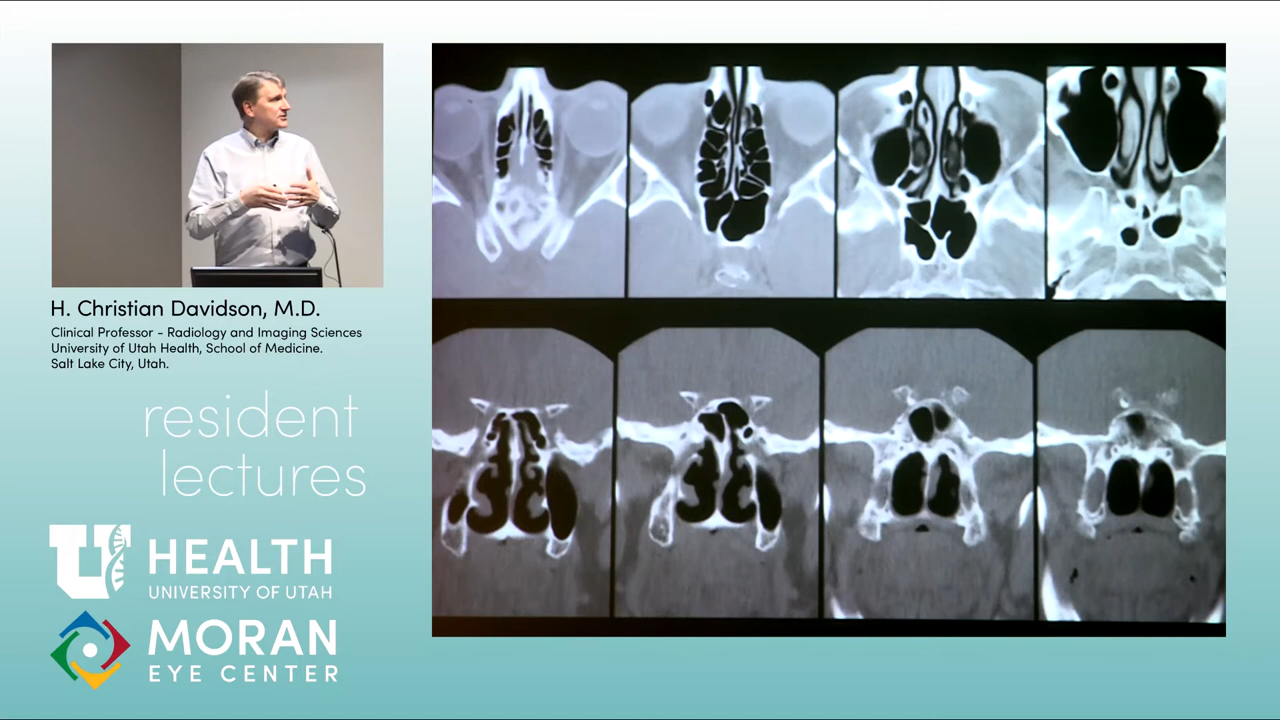 H. Christian Davidson, M.D.
Clinical Professor - Radiology and Imaging Sciences
University of Utah Health, School of Medicine.
Salt Lake City, Utah.
resident
lectures
U HEALTH
UNIVERSITY OF UTAH
MORAN
EYE CENTER